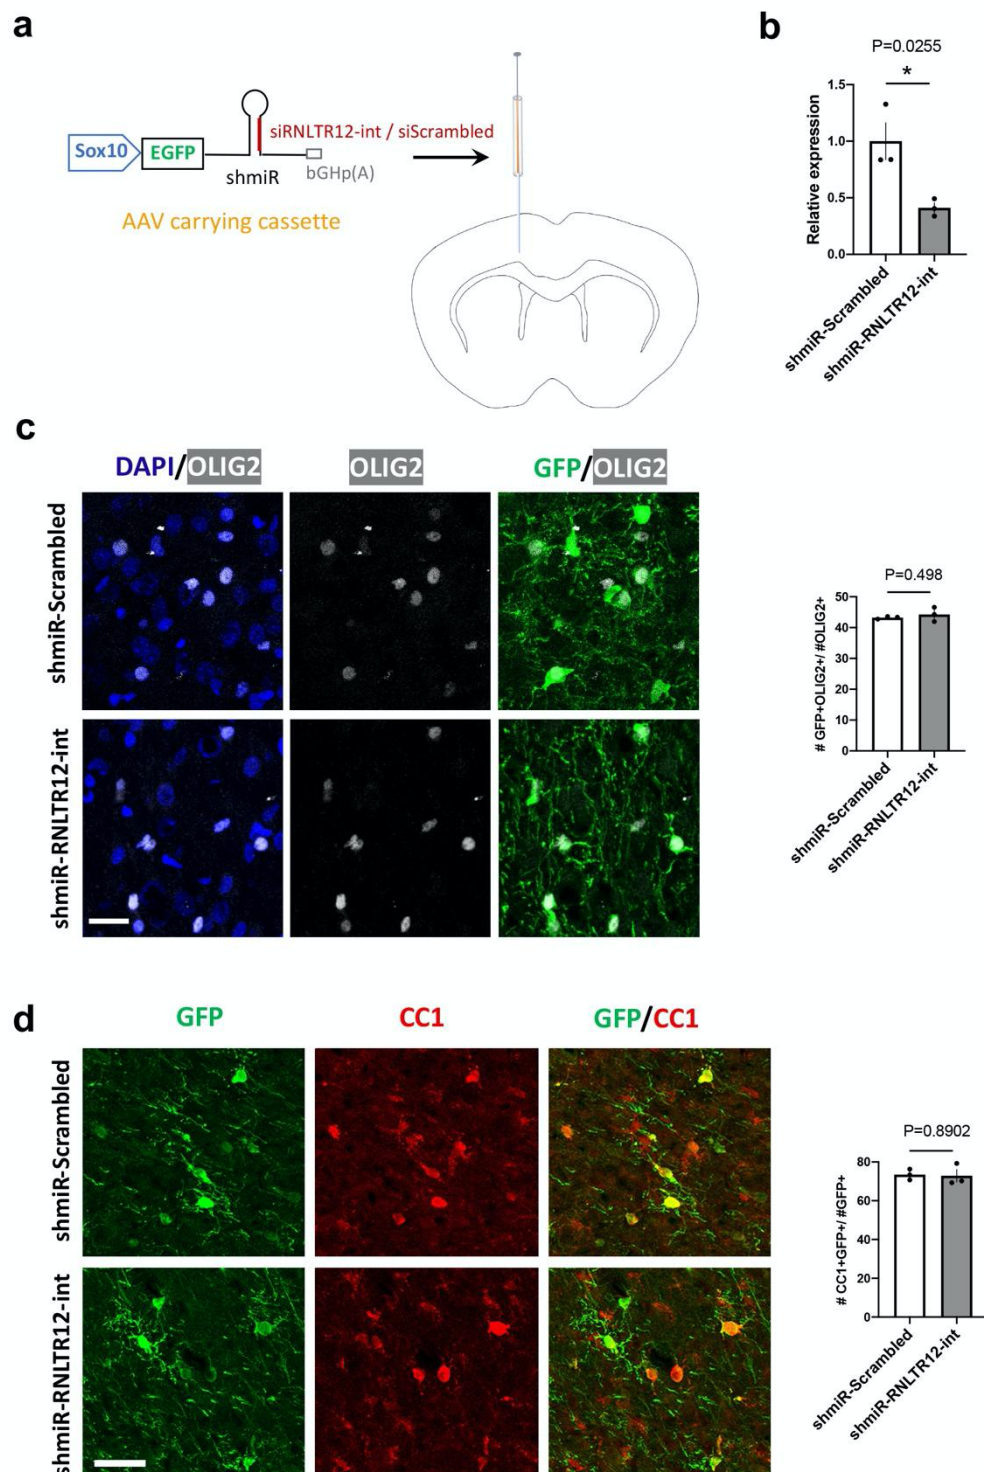 a
Sox10
EGFP
shmiR
siRNLTR12-int / siScrambled
bGHp(A)
AAV carrying cassette
b
P=0.0255
*
Relative expression
1.5
1.0
0.5
0.0
shmiR-Scrambled
shmiR-RNLTR12-int
c
DAPI/OLIG2
OLIG2
GFP/OLIG2
shmiR-Scrambled
shmiR-RNLTR12-int
P=0.498
# GFP+OLIG2+/ #OLIG2+
50
40
30
20
10
0
shmiR-Scrambled
shmiR-RNLTR12-int
d
GFP
CC1
GFP/CC1
shmiR-Scrambled
shmiR-RNLTR12-int
P=0.8902
# CC1+GFP+/ #GFP+
80
60
40
20
0
shmiR-Scrambled
shmiR-RNLTR12-int